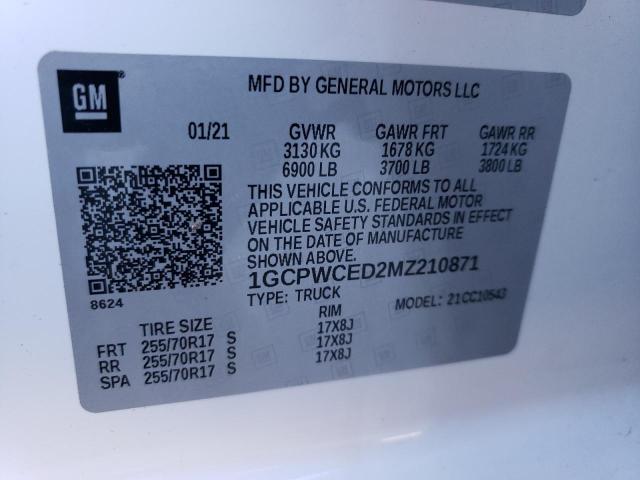 GM®
MFD BY GENERAL MOTORS LLC
01/21 GVWR GAWR FRT GAWR RR
3130 KG 1678 KG 1724 KG
6900 LB 3700 LB 3800 LB
THIS VEHICLE CONFORMS TO ALL
APPLICABLE U.S. FEDERAL MOTOR
VEHICLE SAFETY STANDARDS IN EFFECT
ON THE DATE OF MANUFACTURE
SHOWN ABOVE.
8624
1GCPWCED2MZ210871
TYPE: TRUCK MODEL: 21CC10543
TIRE SIZE RIM
FRT 255/70R17 S 17X8J
RR 255/70R17 S 17X8J
SPA 255/70R17 S 17X8J